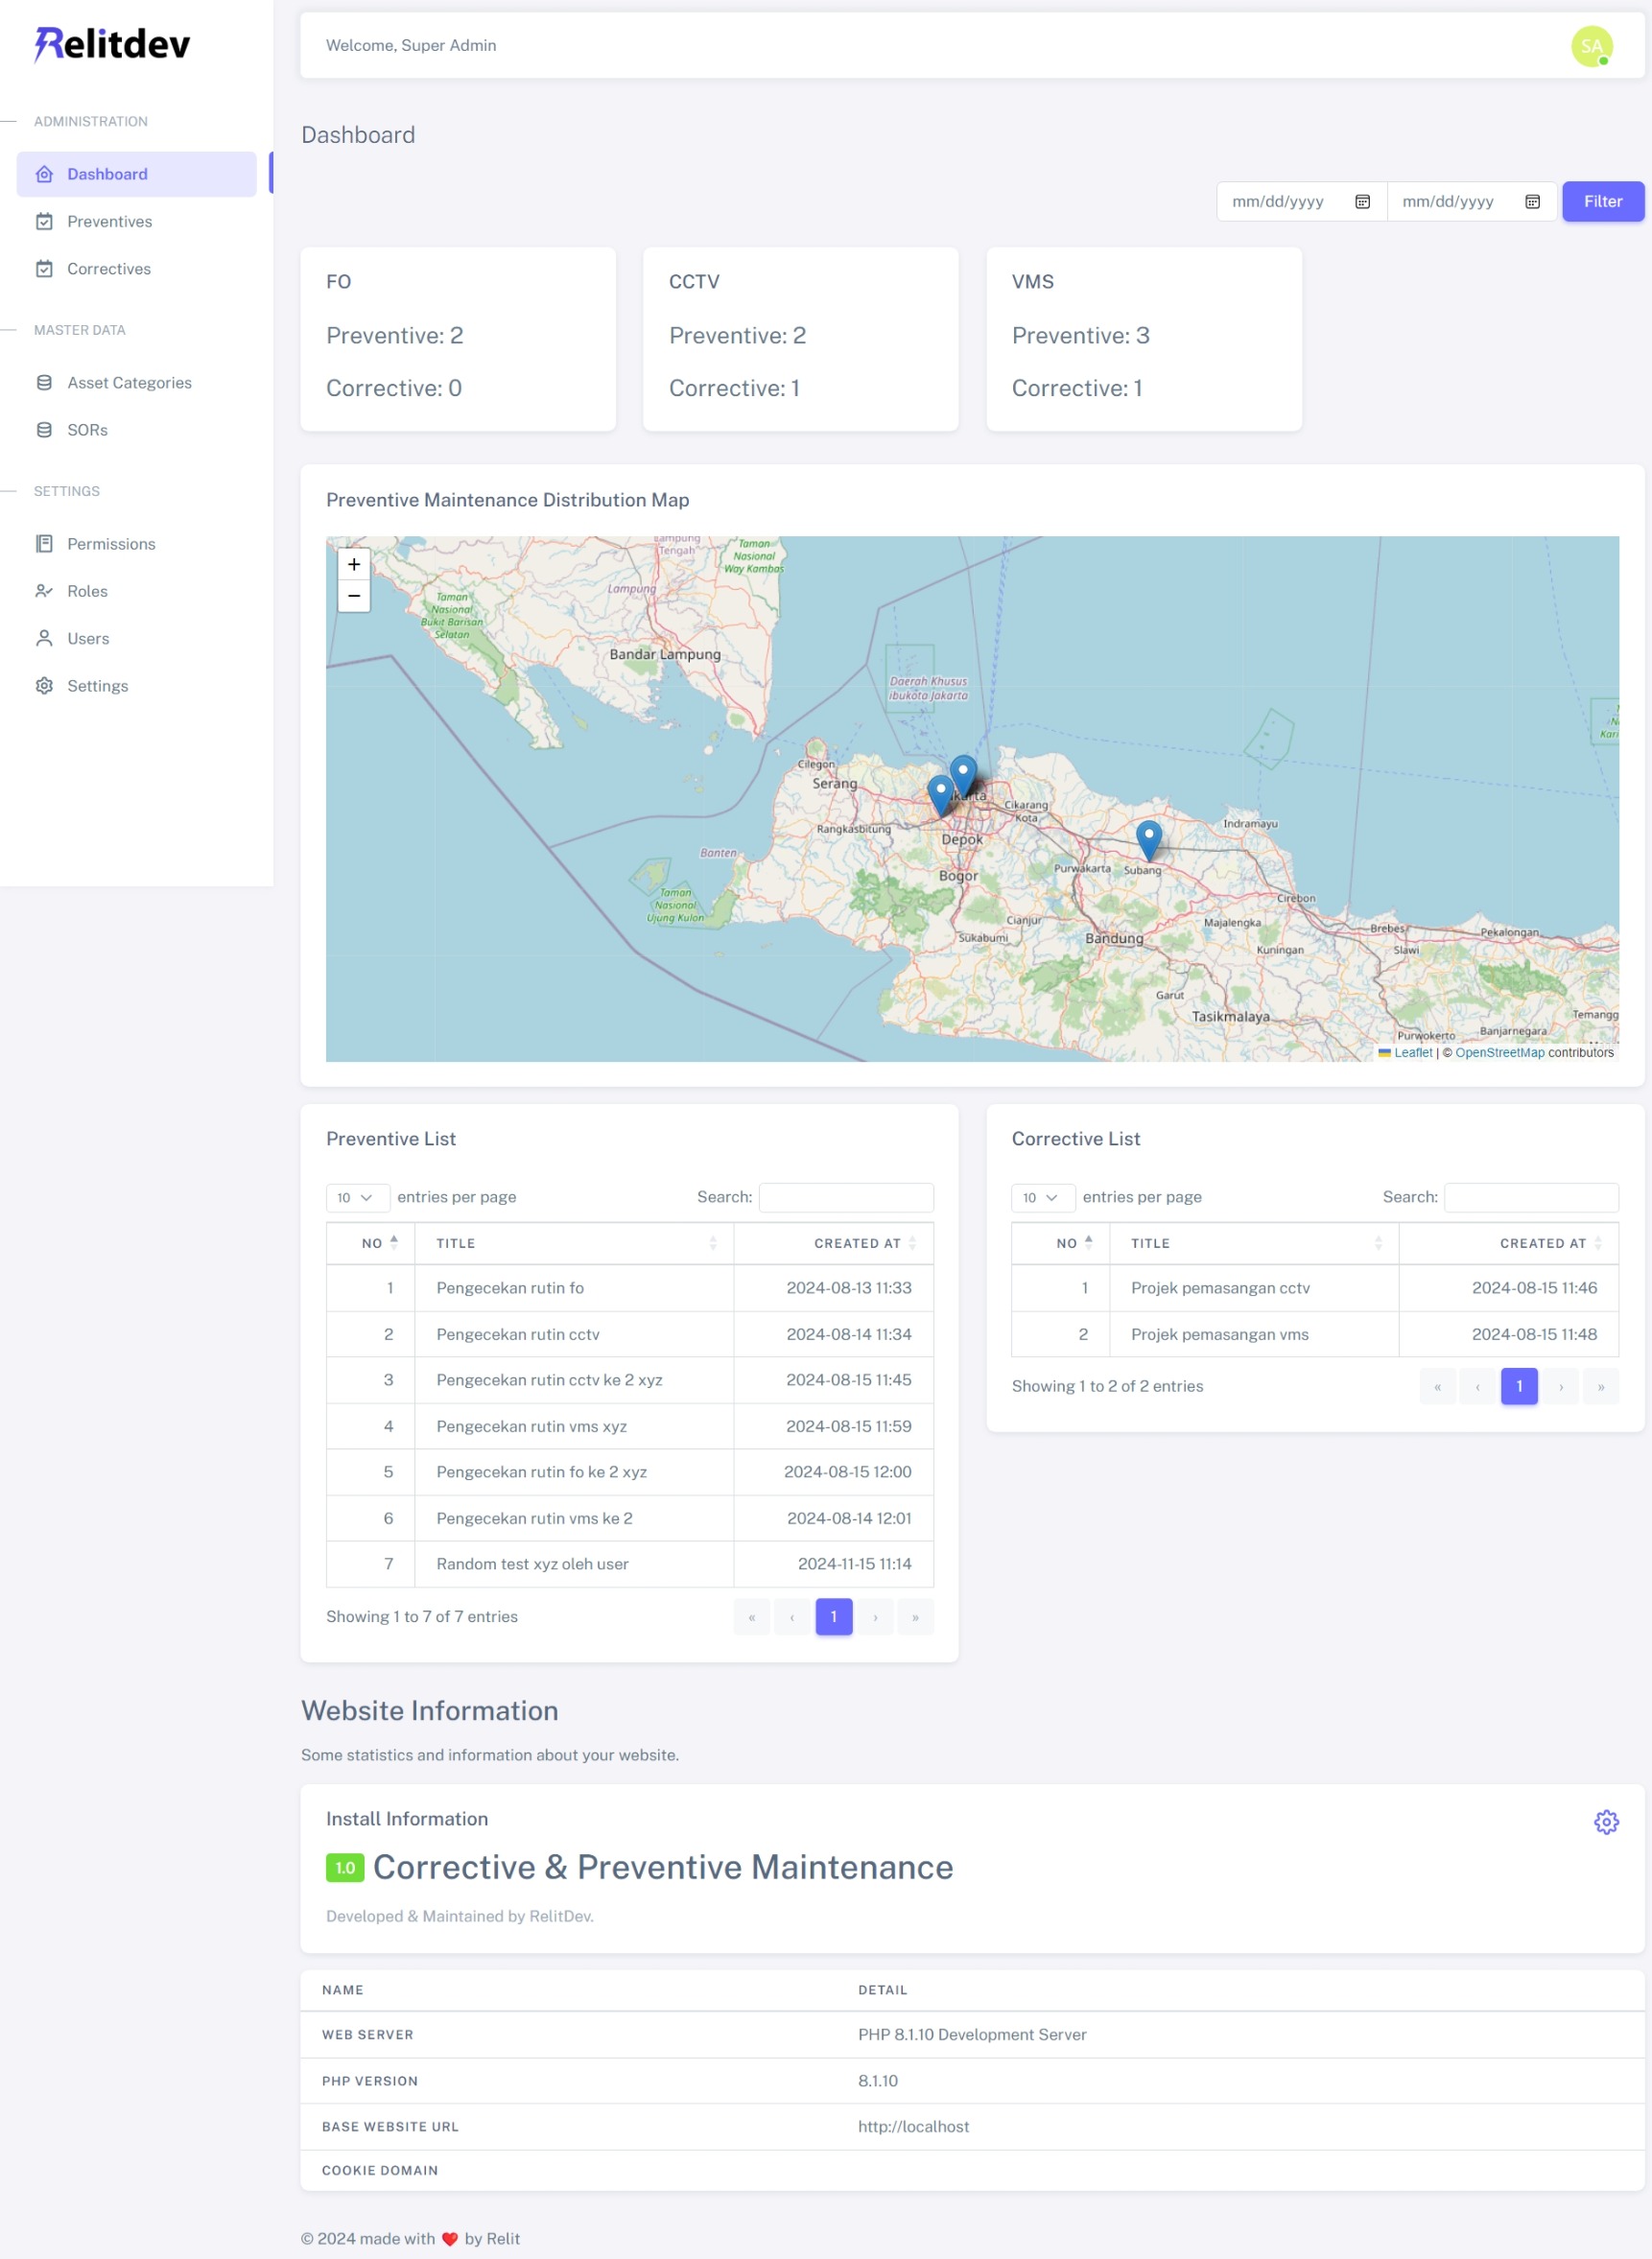 Relitdev
Welcome, Super Admin
SA
ADMINISTRATION
Dashboard
Preventives
Correctives
MASTER DATA
Asset Categories
SORs
SETTINGS
Permissions
Roles
Users
Settings
Dashboard
mm/dd/yyyy mm/dd/yyyy Filter
FO
Preventive: 2
Corrective: 0
CCTV
Preventive: 2
Corrective: 1
VMS
Preventive: 3
Corrective: 1
Preventive Maintenance Distribution Map
+
−
Lampung
Tengah
Taman
Nasional
Way Kambas
Lampung
Taman
Nasional
Bukit Barisan
Selatan
Bandar Lampung
Daerah Khusus
ibukota Jakarta
Cilegon
Serang
Cikarang
Kota
Rangkasbitung
Depok
Indramayu
Banten
Bogor
Purwakarta
Subang
Taman
Nasional
Ujung Kulon
Cirebon
Cianjur
Majalengka
Sukabumi
Bandung
Kuningan
Brebes
Slawi
Pekalongan
Garut
Tasikmalaya
Temangg
Purwokerto
Banjarnegara
Leaflet | © OpenStreetMap contributors
Preventive List
10 entries per page Search:
NO TITLE CREATED AT
1 Pengecekan rutin fo 2024-08-13 11:33
2 Pengecekan rutin cctv 2024-08-14 11:34
3 Pengecekan rutin cctv ke 2 xyz 2024-08-15 11:45
4 Pengecekan rutin vms xyz 2024-08-15 11:59
5 Pengecekan rutin fo ke 2 xyz 2024-08-15 12:00
6 Pengecekan rutin vms ke 2 2024-08-14 12:01
7 Random test xyz oleh user 2024-11-15 11:14
Showing 1 to 7 of 7 entries « ‹ 1 › »
Corrective List
10 entries per page Search:
NO TITLE CREATED AT
1 Projek pemasangan cctv 2024-08-15 11:46
2 Projek pemasangan vms 2024-08-15 11:48
Showing 1 to 2 of 2 entries « ‹ 1 › »
Website Information
Some statistics and information about your website.
Install Information
1.0 Corrective & Preventive Maintenance
Developed & Maintained by RelitDev.
NAME DETAIL
WEB SERVER PHP 8.1.10 Development Server
PHP VERSION 8.1.10
BASE WEBSITE URL http://localhost
COOKIE DOMAIN
© 2024 made with ❤️ by Relit